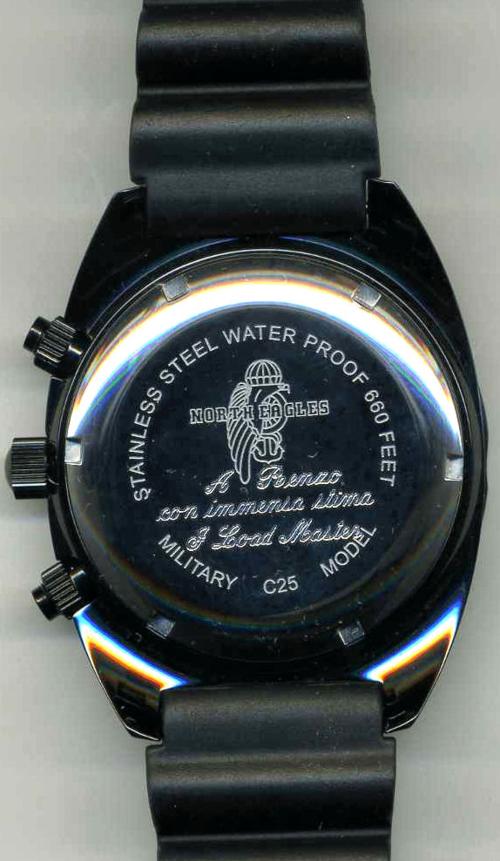 STAINLESS STEEL WATER PROOF 660 FEET
NORTH EAGLES
A Renzo
con immensa stima
I Load Master
MILITARY C25 MODEL